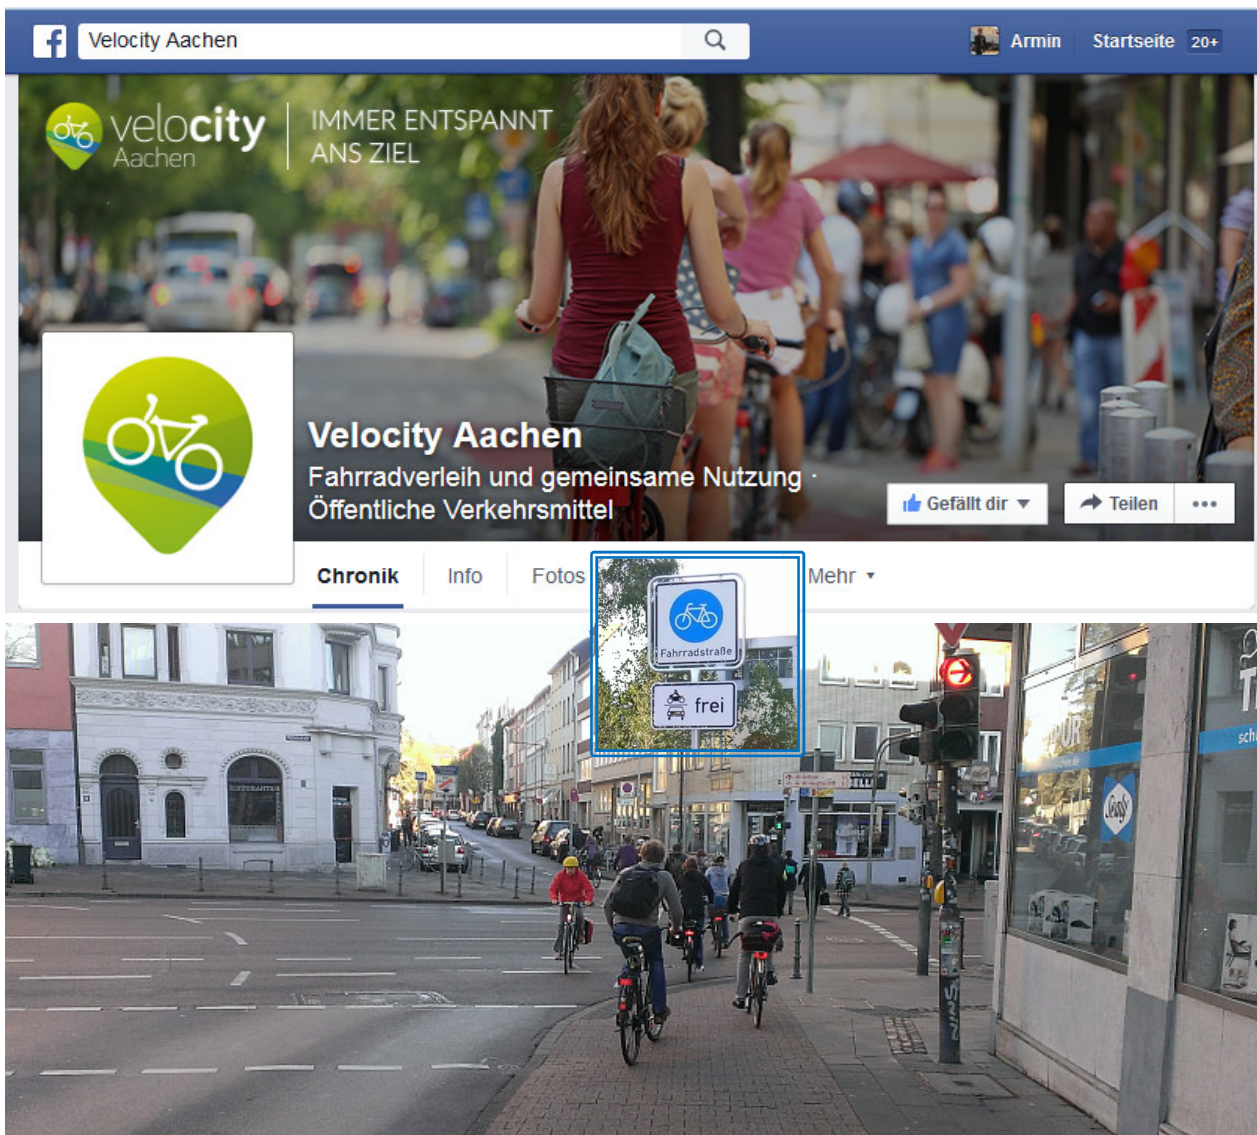 Velocity Aachen
Armin
Startseite
20+
velocity
Aachen
IMMER ENTSPANNT
ANS ZIEL
Velocity Aachen
Fahrradverleih und gemeinsame Nutzung ·
Öffentliche Verkehrsmittel
Gefällt dir
Teilen
Chronik
Info
Fotos
Mehr
Fahrradstraße
frei
Sealy